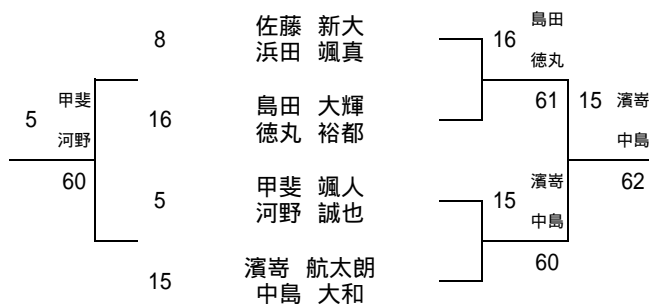 8
佐藤 新大
浜田 颯真
16
島田
徳丸
61
5
甲斐
河野
60
16
島田 大輝
徳丸 裕都
15
濱嵜
中島
62
5
甲斐 颯人
河野 誠也
15
濱嵜
中島
60
15
濱嵜 航太朗
中島 大和